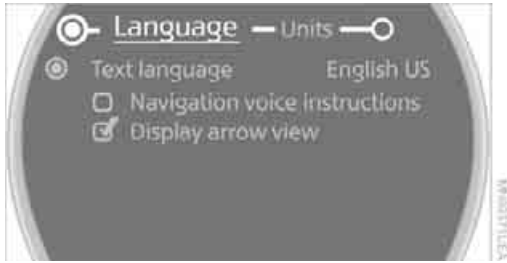 Language Units
Text language English US
Navigation voice instructions
Display arrow view